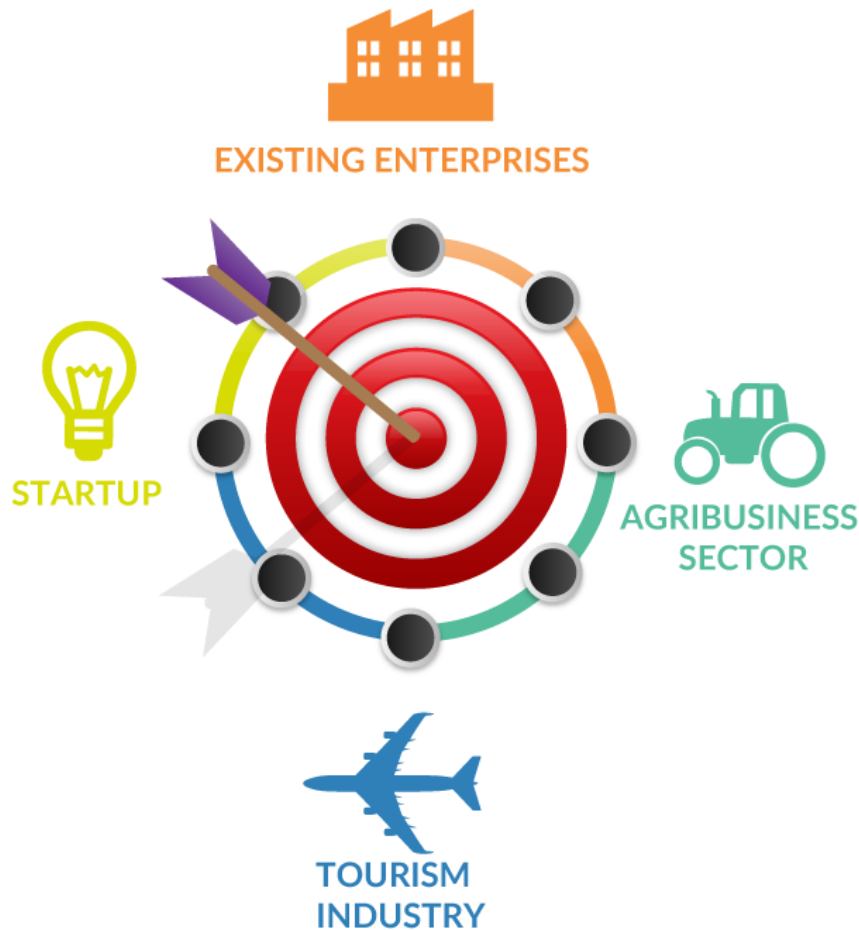 EXISTING ENTERPRISES
STARTUP
AGRIBUSINESS
SECTOR
TOURISM
INDUSTRY